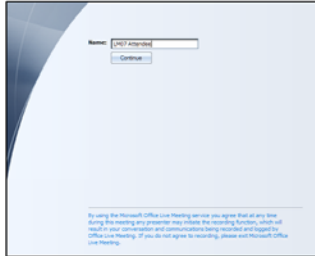 Name: LM07 Attendee
Continue
By using the Microsoft Office Live Meeting service you agree that at any time
during this meeting any presenter may initiate the recording function, which will
result in your conversation and communications being recorded and logged by
Office Live Meeting. If you do not agree to recording, please exit Microsoft Office
Live Meeting.